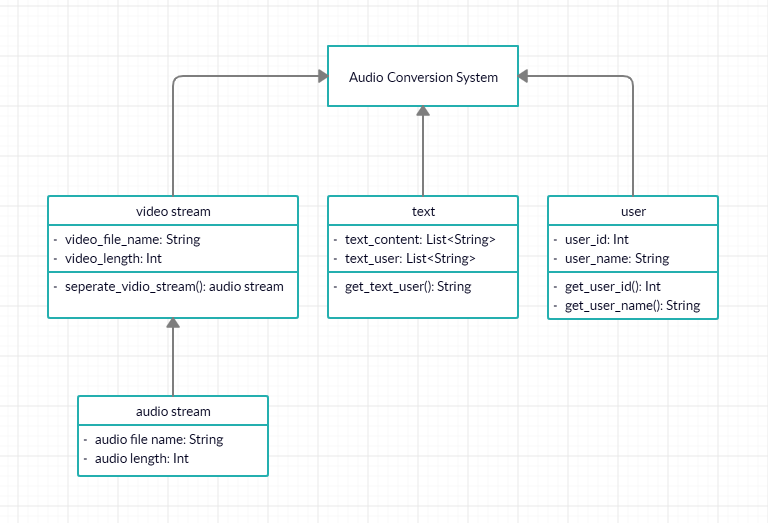 Audio Conversion System
video stream
- video_file_name: String
- video_length: Int
- seperate_vidio_stream(): audio stream
text
- text_content: List<String>
- text_user: List<String>
- get_text_user(): String
user
- user_id: Int
- user_name: String
- get_user_id(): Int
- get_user_name(): String
audio stream
- audio file name: String
- audio length: Int